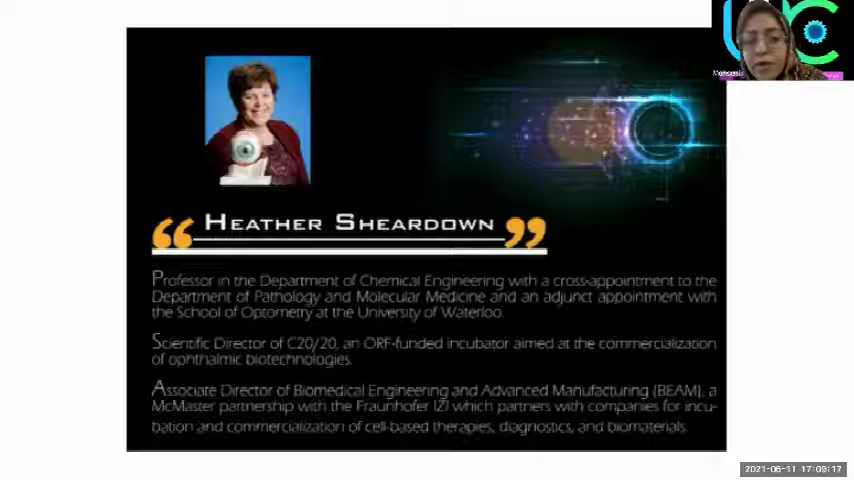 “ HEATHER SHEARDOWN ”
Professor in the Department of Chemical Engineering with a cross-appointment to the
Department of Pathology and Molecular Medicine and an adjunct appointment with
the School of Optometry at the University of Waterloo.
Scientific Director of C20/20, an ORF-funded incubator aimed at the commercialization
of ophthalmic biotechnologies.
Associate Director of Biomedical Engineering and Advanced Manufacturing (BEAM), a
McMaster partnership with the Fraunhofer IZI which partners with companies for incu-
bation and commercialization of cell-based therapies, diagnostics, and biomaterials.
2021-06-11 17:09:17